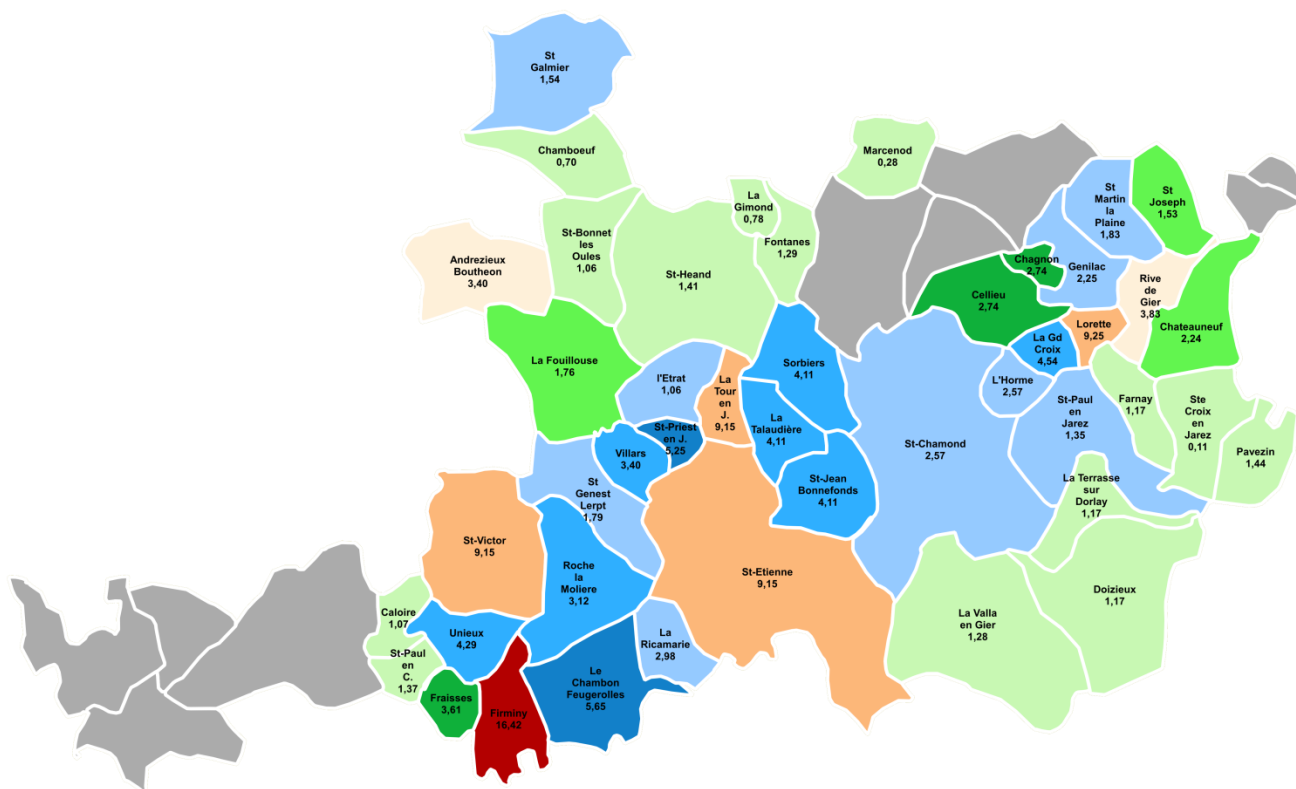 St
Galmier
1,54
Chamboeuf
0,70
Marcenod
0,28
La
Gimond
0,78
St
Martin
la
Plaine
1,83
St
Joseph
1,53
St-Bonnet
les
Oules
1,06
Fontanes
1,29
Andrezieux
Boutheon
3,40
St-Heand
1,41
Chagnon
2,74
Genilac
2,25
Rive
de
Gier
3,83
Cellieu
2,74
Lorette
9,25
Chateauneuf
2,24
La Fouillouse
1,76
Sorbiers
4,11
La Gd
Croix
4,54
l'Etrat
1,06
La
Tour
en
J.
9,15
L'Horme
2,57
St-Paul
en
Jarez
1,35
Farnay
1,17
Ste
Croix
en
Jarez
0,11
Pavezin
1,44
St-Priest
en J.
5,25
La
Talaudière
4,11
St-Chamond
2,57
Villars
3,40
St
Genest
Lerpt
1,79
St-Jean
Bonnefonds
4,11
La Terrasse
sur
Dorlay
1,17
St-Victor
9,15
Roche
la
Moliere
3,12
St-Etienne
9,15
Doizieux
1,17
Caloire
1,07
Unieux
4,29
La
Ricamarie
2,98
La Valla
en Gier
1,28
St-Paul
en
C.
1,37
Fraisses
3,61
Firminy
16,42
Le
Chambon
Feugerolles
5,65